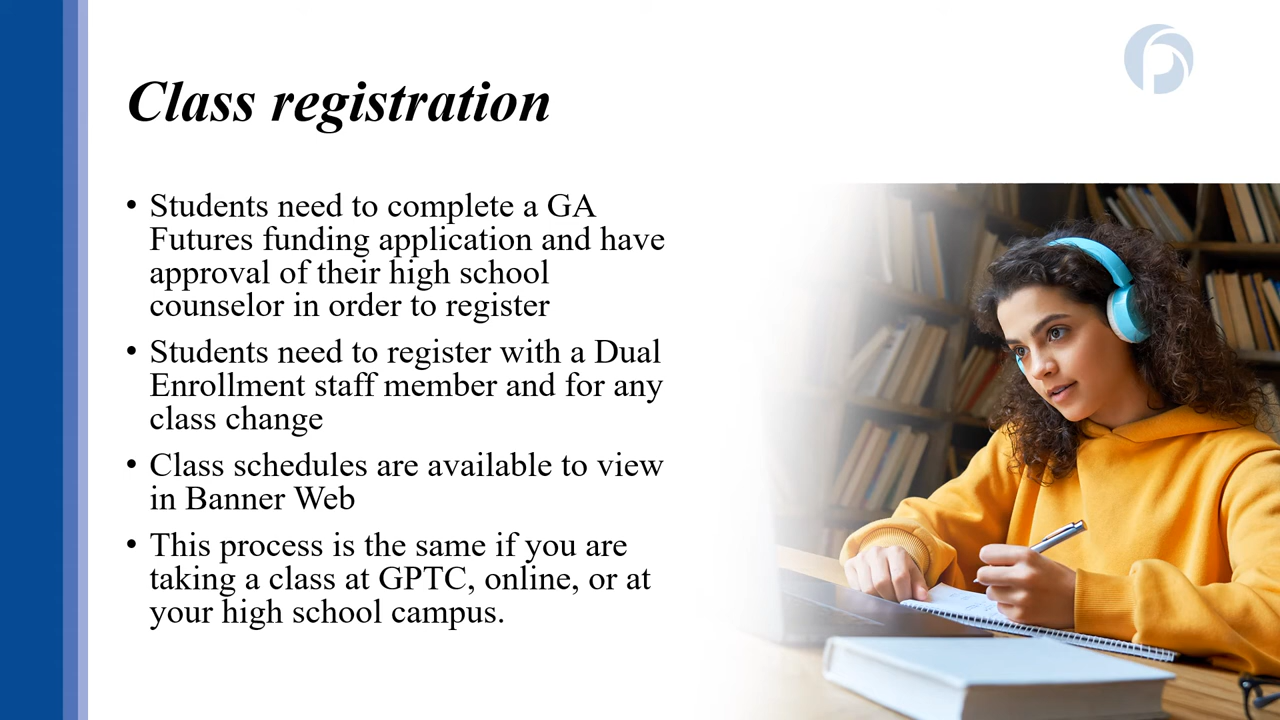 Class registration
• Students need to complete a GA
Futures funding application and have
approval of their high school
counselor in order to register
• Students need to register with a Dual
Enrollment staff member and for any
class change
• Class schedules are available to view
in Banner Web
• This process is the same if you are
taking a class at GPTC, online, or at
your high school campus.